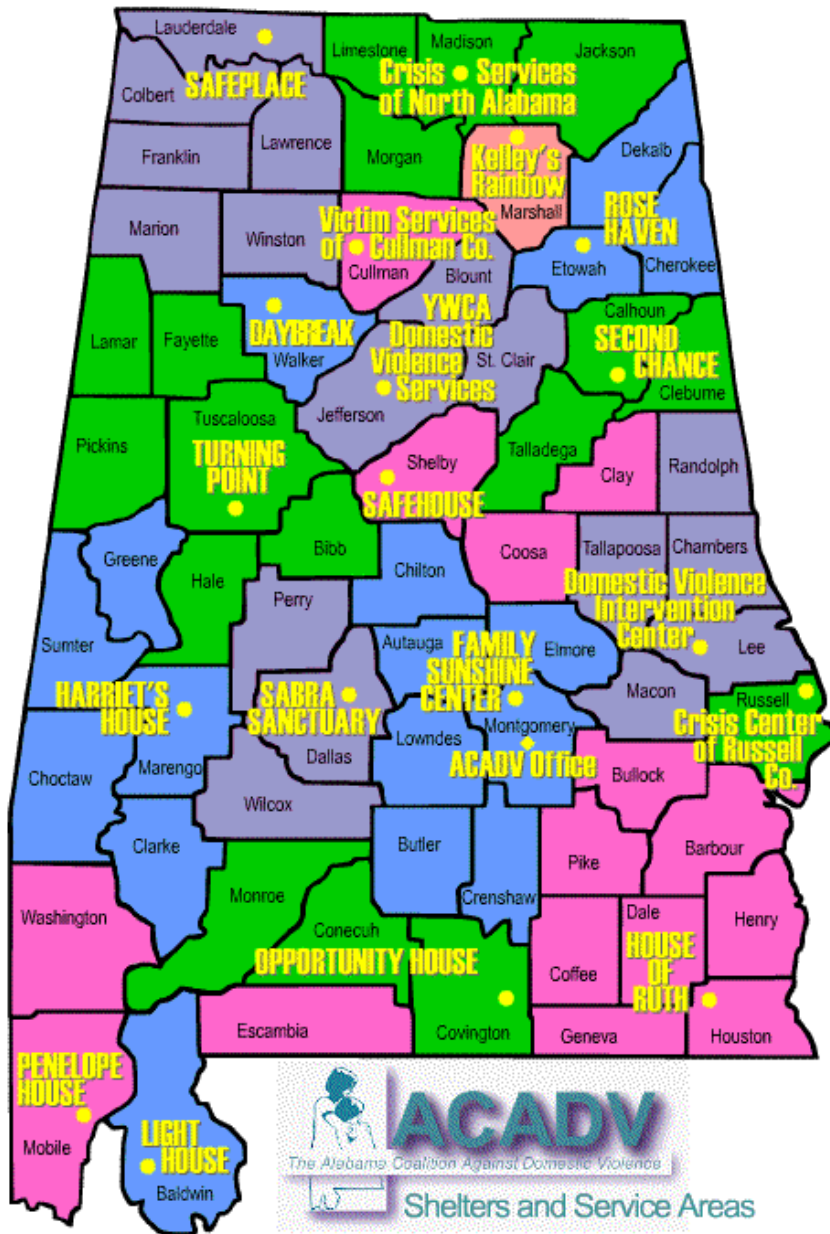 Lauderdale
SAFEPLACE
Colbert
Lawrence
Franklin
Limestone
Madison
Jackson
Crisis Services
of North Alabama
Morgan
Kelley's
Rainbow
Marshall
Dekalb
ROSE
HAVEN
Etowah
Cherokee
Marion
Winston
Victim Services
of Cullman Co.
Cullman
Blount
YWCA
Domestic
Violence
Services
St. Clair
Jefferson
Lamar
Fayette
DAYBREAK
Walker
Calhoun
SECOND
CHANCE
Cleburne
Pickins
Tuscaloosa
TURNING
POINT
Shelby
SAFEHOUSE
Talladega
Clay
Randolph
Greene
Hale
Bibb
Chilton
Coosa
Tallapoosa
Chambers
Domestic Violence
Intervention
Center
Lee
Sumter
Perry
Autauga
FAMILY
SUNSHINE
CENTER
Elmore
Macon
Russell
Crisis Center
of Russell
Co.
HARRIET'S
HOUSE
SABRA
SANCTUARY
Dallas
Lowndes
Montgomery
ACADV Office
Bullock
Choctaw
Marengo
Wilcox
Clarke
Butler
Crenshaw
Pike
Barbour
Washington
Monroe
Conecuh
OPPORTUNITY HOUSE
Covington
Coffee
Dale
HOUSE
OF
RUTH
Henry
Escambia
Geneva
Houston
PENELOPE
HOUSE
Mobile
LIGHT
HOUSE
Baldwin
ACADV
The Alabama Coalition Against Domestic Violence
Shelters and Service Areas